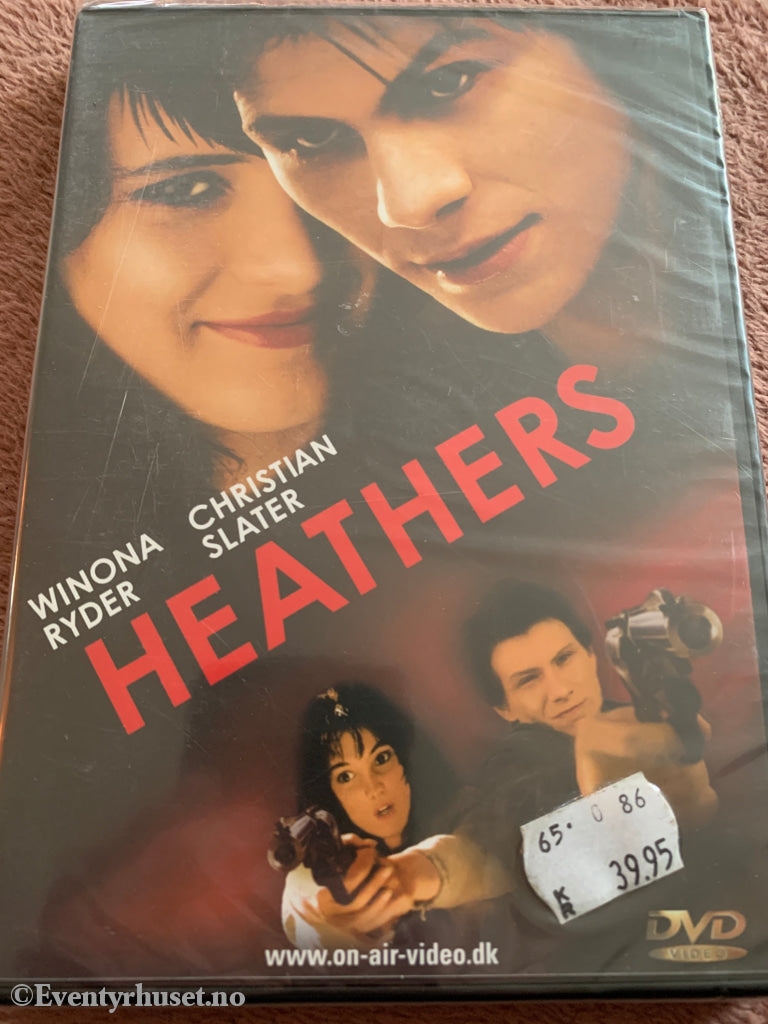 WINONA
RYDER
CHRISTIAN
SLATER
HEATHERS
65. 0 86
KR 39.95
www.on-air-video.dk
DVD
VIDEO
©Eventyrhuset.no